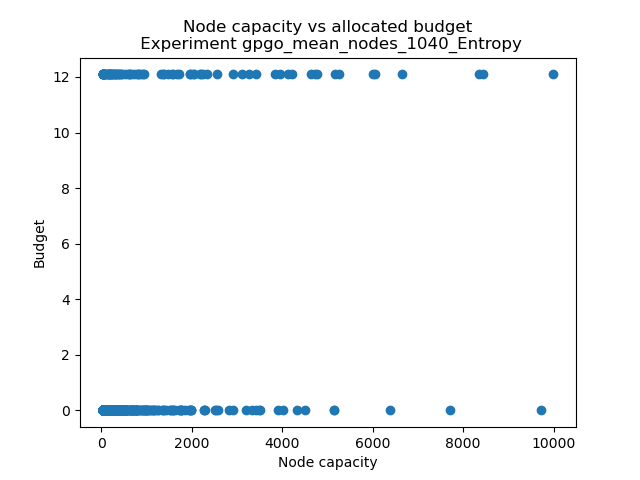 Node capacity vs allocated budget
Experiment gpgo_mean_nodes_1040_Entropy
12
10
8
6
4
2
0
Budget
0 2000 4000 6000 8000 10000
Node capacity